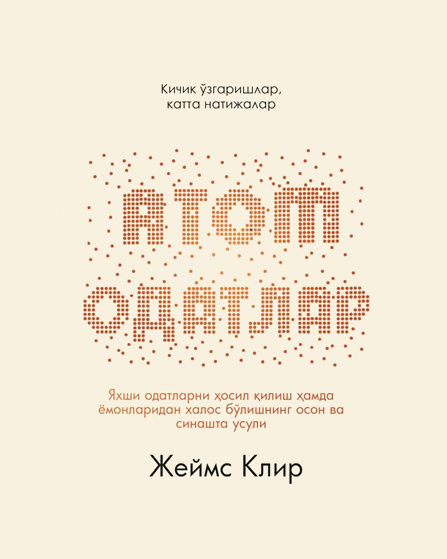 Кичик ўзгаришлар,
катта натижалар
АТОМ
ОДАТЛАР
Яхши одатларни ҳосил қилиш ҳамда
ёмонларидан халос бўлишнинг осон ва
синашта усули
Жеймс Клир